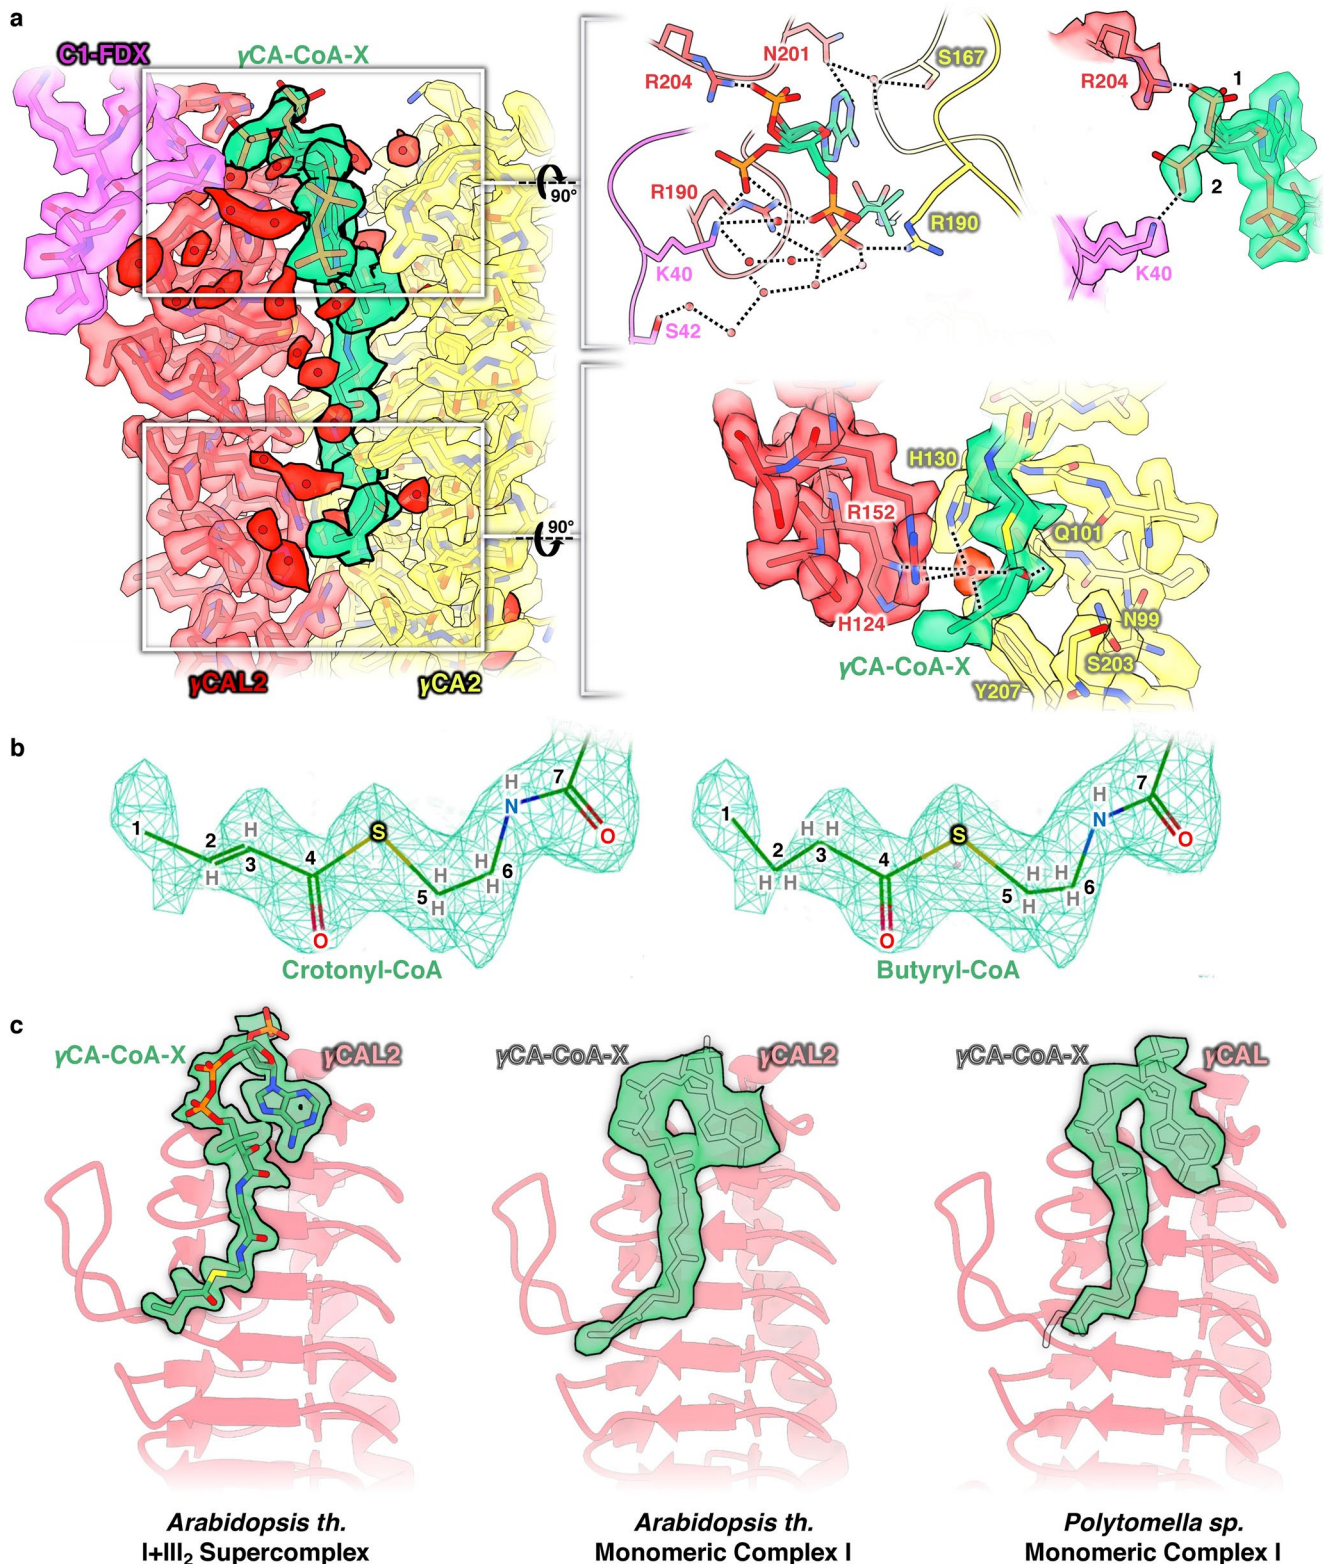 a
C1-FDX
γCA-CoA-X
90°
90°
γCAL2
γCA2
R204
N201
S167
R190
R190
K40
S42
R204
1
2
K40
H130
R152
Q101
H124
N99
S203
γCA-CoA-X
Y207
b
1
2
H
H
3
4
O
S
5
H
H
6
H
H
H
N
7
O
Crotonyl-CoA
1
2
H H
H H
3
4
O
S
5
H
H
6
H
H
H
N
7
O
Butyryl-CoA
c
γCA-CoA-X
γCAL2
γCA-CoA-X
γCAL2
γCA-CoA-X
γCAL
Arabidopsis th.
I+III₂ Supercomplex
Arabidopsis th.
Monomeric Complex I
Polytomella sp.
Monomeric Complex I